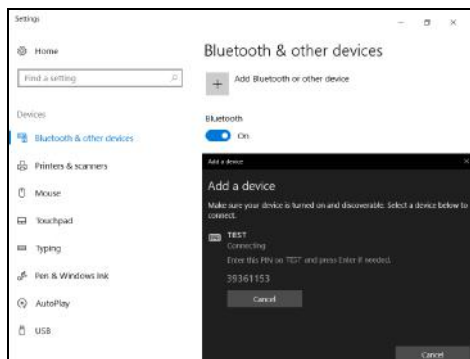 Settings
Home
Find a setting
Devices
Bluetooth & other devices
Printers & scanners
Mouse
Touchpad
Typing
Pen & Windows Ink
AutoPlay
USB
Bluetooth & other devices
Add Bluetooth or other device
Bluetooth
On
Add a device
Add a device
Make sure your device is turned on and discoverable. Select a device below to
connect.
TEST
Connecting
Enter this PIN on TEST and press Enter if needed.
39361153
Cancel
Cancel